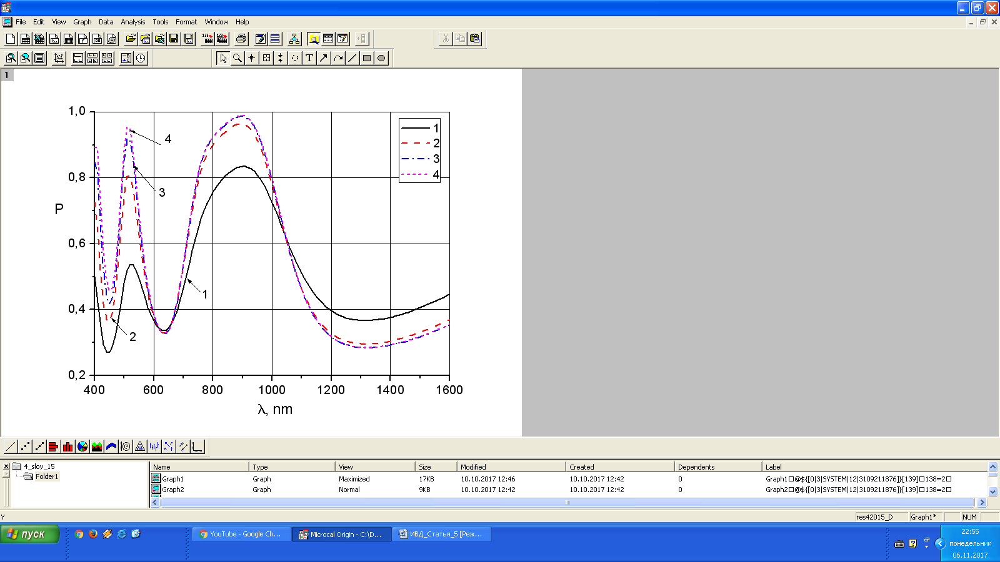 File Edit View Graph Data Analysis Tools Format Window Help
1
1,0
0,8
0,6
0,4
0,2
P
400 600 800 1000 1200 1400 1600
λ, nm
4
3
2
1
1
2
3
4
4_sloy_15
Folder1
Name Type View Size Modified Created Dependents Label
Graph1 Graph Maximized 17KB 10.10.2017 12:46 10.10.2017 12:42 0 Graph1□@${[0|3|SYSTEM|12|3109211876]}[139]□138=2□
Graph2 Graph Normal 9KB 10.10.2017 12:42 10.10.2017 12:42 0 Graph2□@${[0|3|SYSTEM|12|3109211876]}[139]□138=2□
Y res42015_D Graph1* NUM
пуск
YouTube - Google Ch... Microcal Origin - C:\D... ИВД_Статья_5 [Реж...
22:55
понедельник
06.11.2017